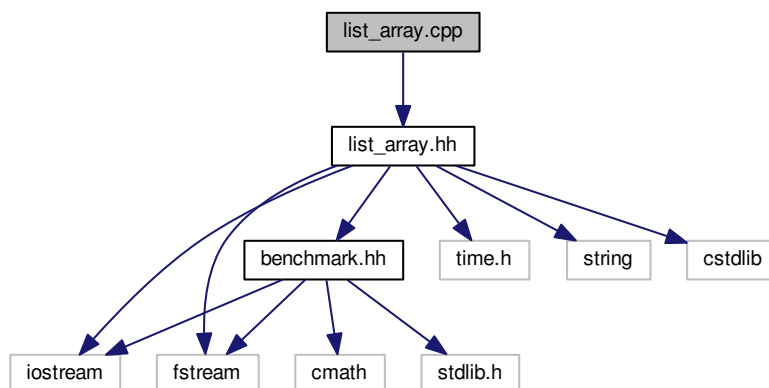 list_array.cpp
list_array.hh
benchmark.hh
time.h
string
cstdlib
iostream
fstream
cmath
stdlib.h